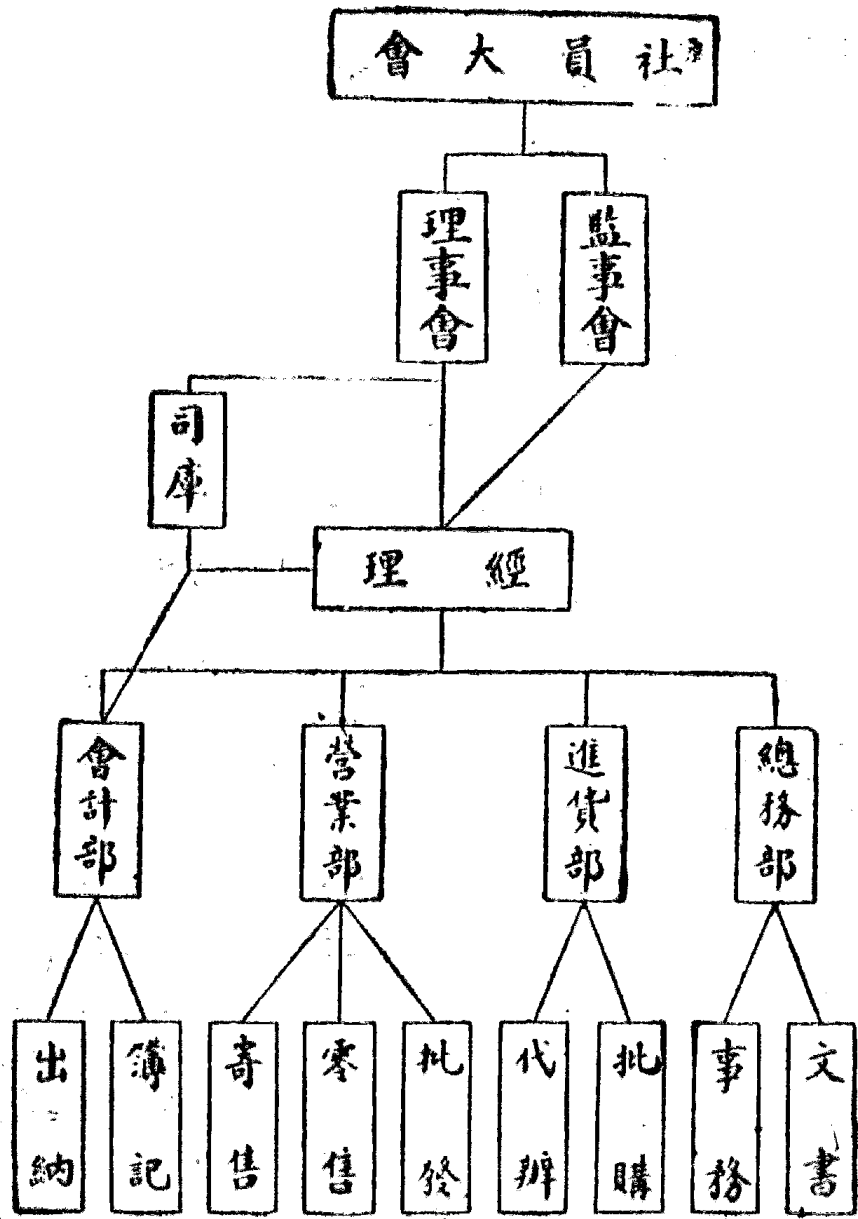 社員大會
監事會
理事會
司庫
經理
總務部
進貨部
營業部
會計部
文書
事務
批購
代辦
批發
零售
寄售
簿記
出納